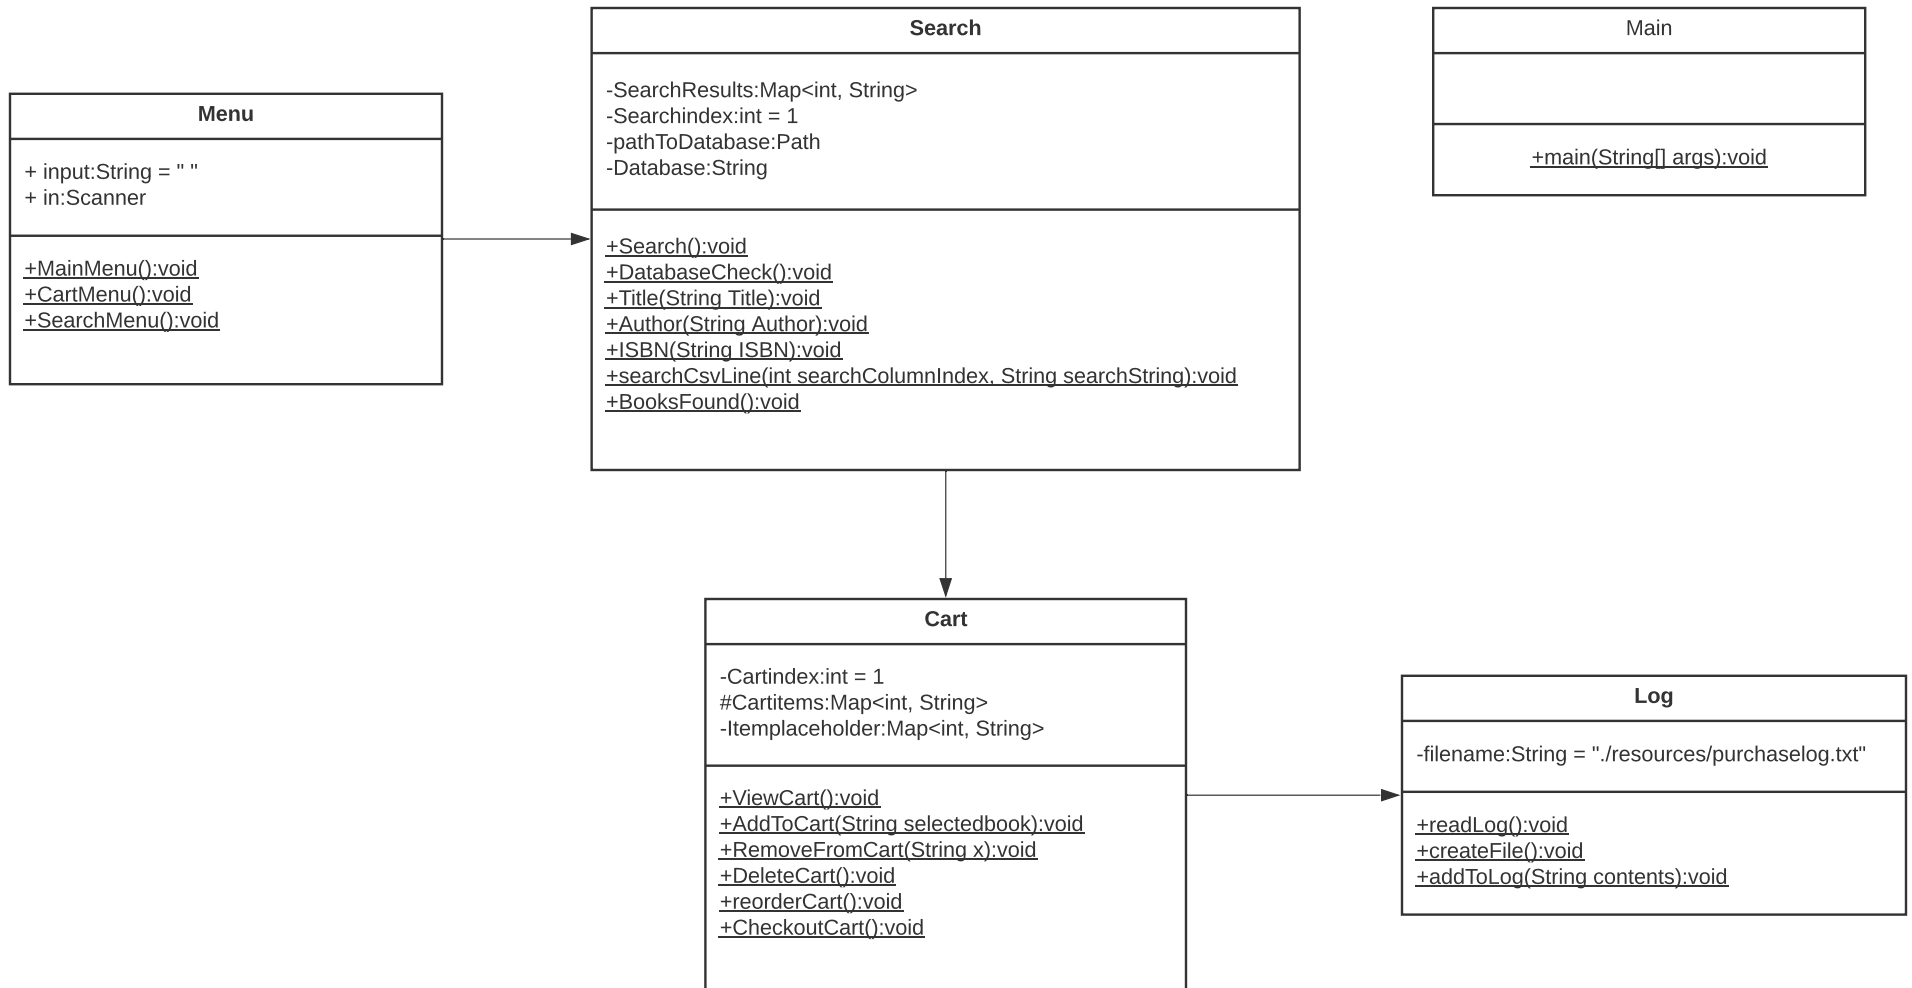 Menu
+ input:String = " "
+ in:Scanner
+MainMenu():void
+CartMenu():void
+SearchMenu():void
Search
-SearchResults:Map<int, String>
-Searchindex:int = 1
-pathToDatabase:Path
-Database:String
+Search():void
+DatabaseCheck():void
+Title(String Title):void
+Author(String Author):void
+ISBN(String ISBN):void
+searchCsvLine(int searchColumnIndex, String searchString):void
+BooksFound():void
Main
+main(String[] args):void
Cart
-Cartindex:int = 1
#Cartitems:Map<int, String>
-Itemplaceholder:Map<int, String>
+ViewCart():void
+AddToCart(String selectedbook):void
+RemoveFromCart(String x):void
+DeleteCart():void
+reorderCart():void
+CheckoutCart():void
Log
-filename:String = "./resources/purchaselog.txt"
+readLog():void
+createFile():void
+addToLog(String contents):void